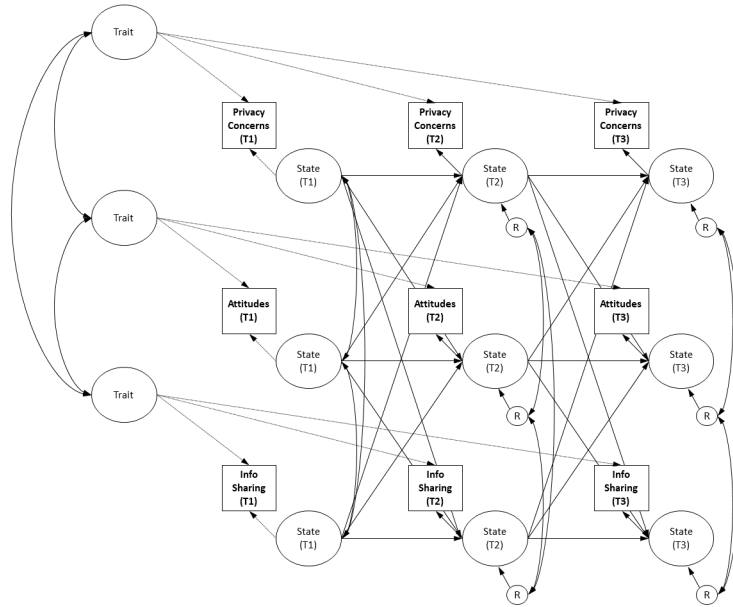 Trait
Privacy
Concerns
(T1)
Privacy
Concerns
(T2)
Privacy
Concerns
(T3)
State
(T1)
State
(T2)
State
(T3)
R
R
Trait
Attitudes
(T1)
Attitudes
(T2)
Attitudes
(T3)
State
(T1)
State
(T2)
State
(T3)
R
R
Trait
Info
Sharing
(T1)
Info
Sharing
(T2)
Info
Sharing
(T3)
State
(T1)
State
(T2)
State
(T3)
R
R